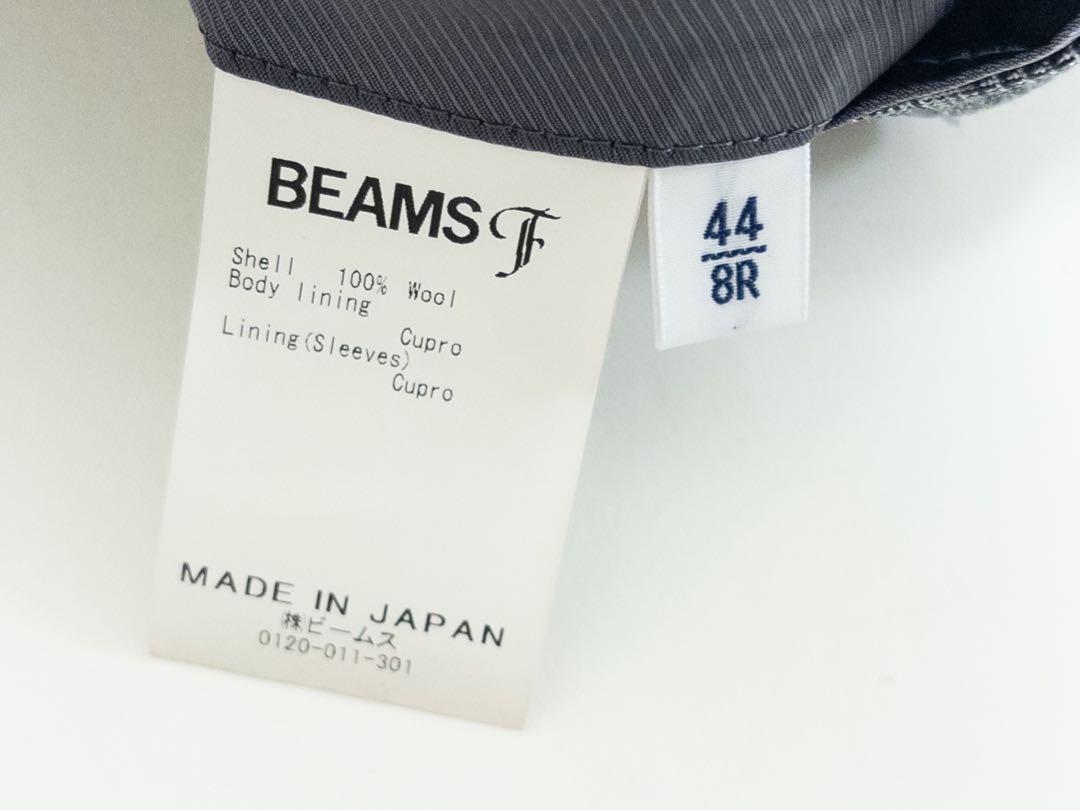 BEAMS F
Shell 100% Wool
Body lining
Cupro
Lining(Sleeves)
Cupro
MADE IN JAPAN
㈱ビームス
0120-011-301
44
8R